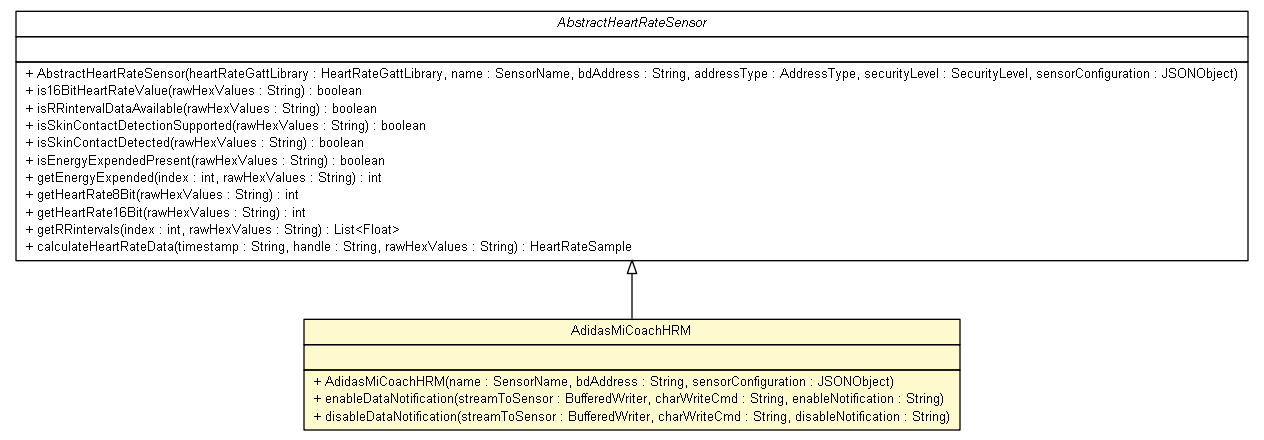 AbstractHeartRateSensor
+ AbstractHeartRateSensor(heartRateGattLibrary : HeartRateGattLibrary, name : SensorName, bdAddress : String, addressType : AddressType, securityLevel : SecurityLevel, sensorConfiguration : JSONObject)
+ is16BitHeartRateValue(rawHexValues : String) : boolean
+ isRRintervalDataAvailable(rawHexValues : String) : boolean
+ isSkinContactDetectionSupported(rawHexValues : String) : boolean
+ isSkinContactDetected(rawHexValues : String) : boolean
+ isEnergyExpendedPresent(rawHexValues : String) : boolean
+ getEnergyExpended(index : int, rawHexValues : String) : int
+ getHeartRate8Bit(rawHexValues : String) : int
+ getHeartRate16Bit(rawHexValues : String) : int
+ getRRintervals(index : int, rawHexValues : String) : List<Float>
+ calculateHeartRateData(timestamp : String, handle : String, rawHexValues : String) : HeartRateSample
AdidasMiCoachHRM
+ AdidasMiCoachHRM(name : SensorName, bdAddress : String, sensorConfiguration : JSONObject)
+ enableDataNotification(streamToSensor : BufferedWriter, charWriteCmd : String, enableNotification : String)
+ disableDataNotification(streamToSensor : BufferedWriter, charWriteCmd : String, disableNotification : String)